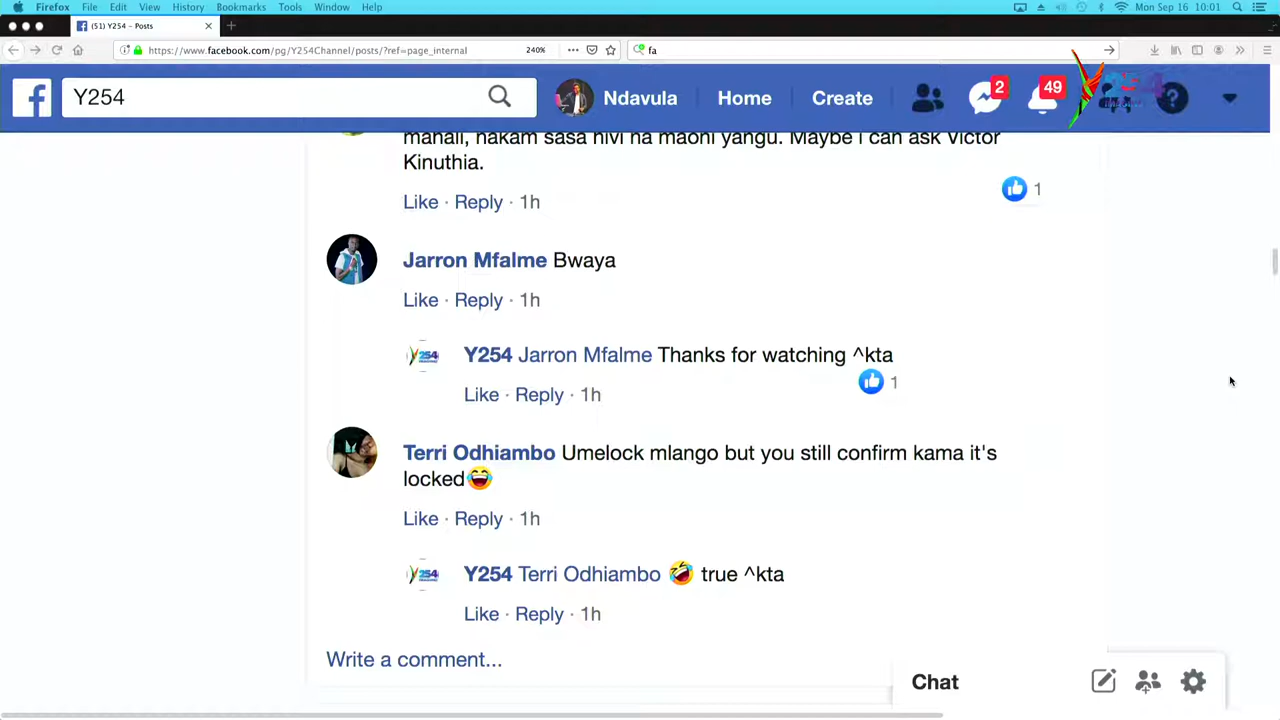 Firefox File Edit View History Bookmarks Tools Window Help Mon Sep 16 10:01
(51) Y254 - Posts
https://www.facebook.com/pg/Y254Channel/posts/?ref=page_internal 240% fa
Y254 Ndavula Home Create 2 49
mahali, nakam sasa hivi na maoni yangu. Maybe I can ask Victor
Kinuthia.
Like · Reply · 1h 1
Jarron Mfalme Bwaya
Like · Reply · 1h
Y254 Jarron Mfalme Thanks for watching ^kta
Like · Reply · 1h 1
Terri Odhiambo Umelock mlango but you still confirm kama it's
locked😂
Like · Reply · 1h
Y254 Terri Odhiambo 🤣 true ^kta
Like · Reply · 1h
Write a comment...
Chat